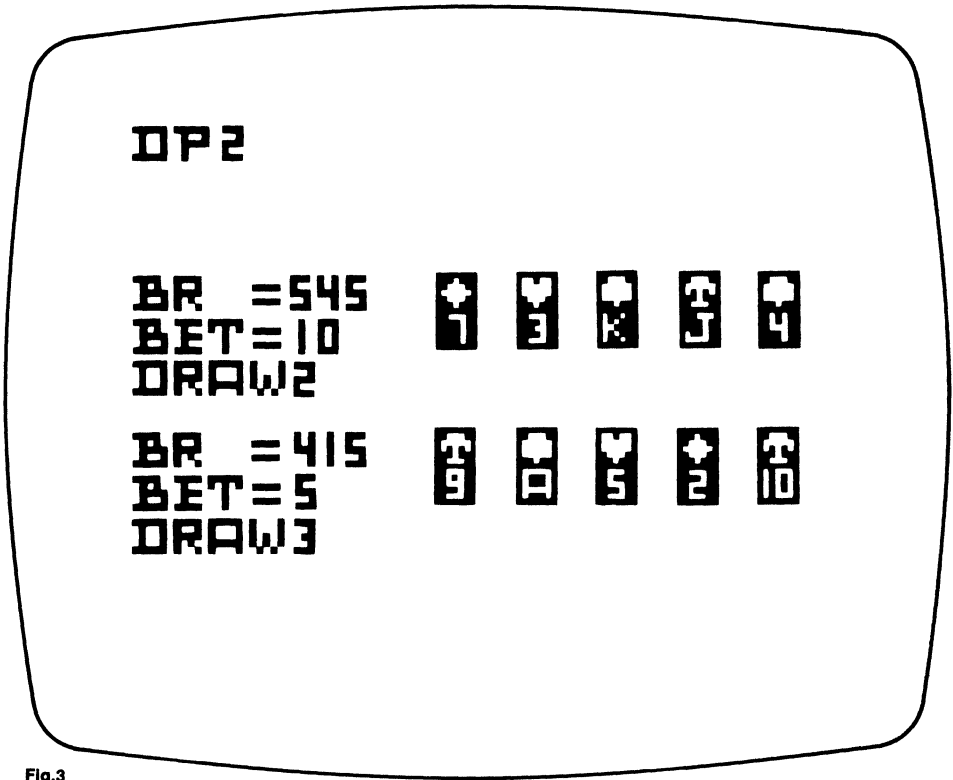 DP2
BR =545 7 3 K J 4
BET=10
DRAW2
BR =415 9 A 5 2 10
BET=5
DRAW3
Fig.3